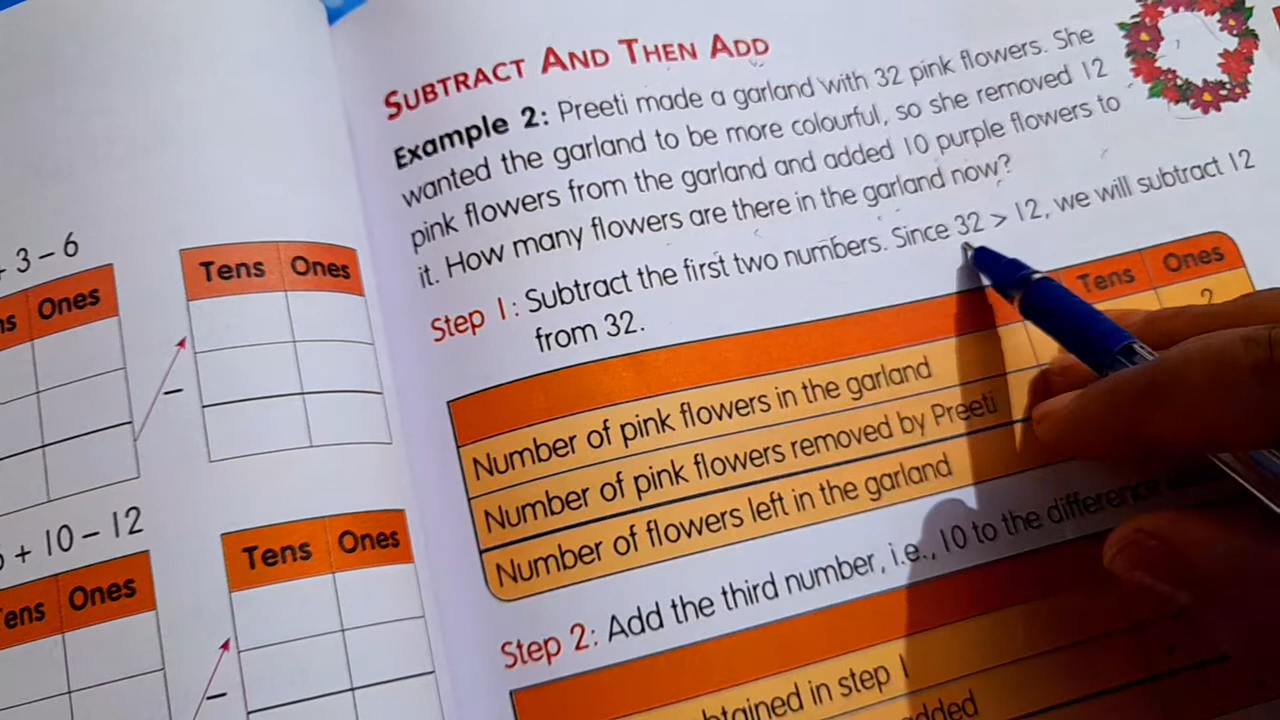 + 3 – 6
Ones
Tens Ones
–
+ 10 – 12
Ones
Tens Ones
–
SUBTRACT AND THEN ADD
Example 2: Preeti made a garland with 32 pink flowers. She
wanted the garland to be more colourful, so she removed 12
pink flowers from the garland and added 10 purple flowers to
it. How many flowers are there in the garland now?
Step 1: Subtract the first two numbers. Since 32 > 12, we will subtract 12
from 32.
Tens Ones
Number of pink flowers in the garland 2
Number of pink flowers removed by Preeti
Number of flowers left in the garland
Step 2: Add the third number, i.e., 10 to the difference
in step 1